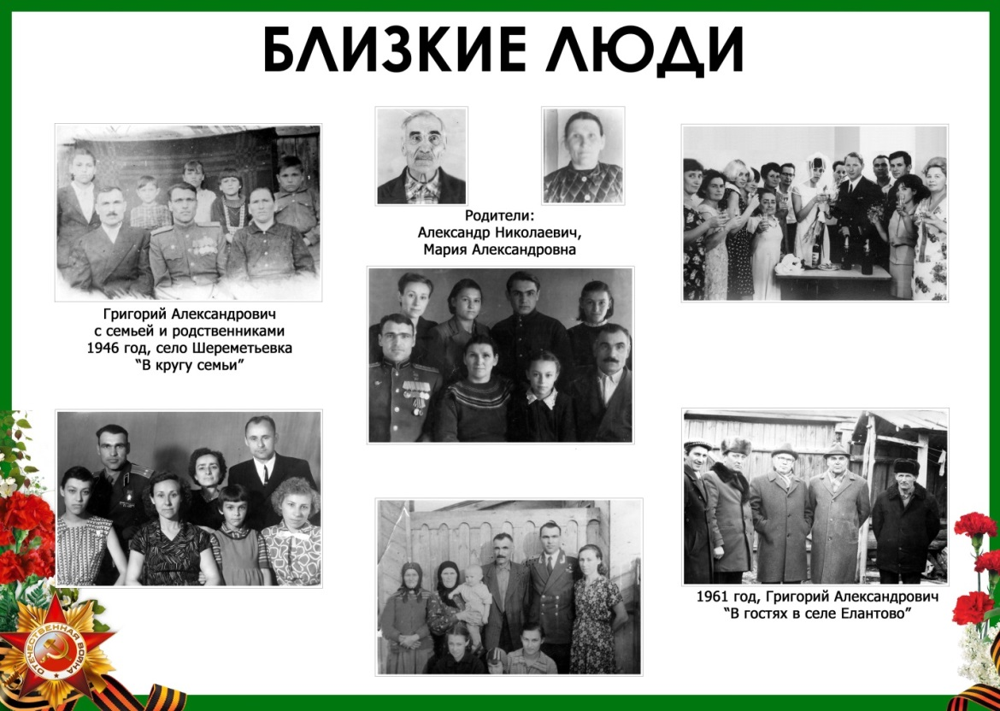 БЛИЗКИЕ ЛЮДИ
Родители:
Александр Николаевич,
Мария Александровна
Григорий Александрович
с семьей и родственниками
1946 год, село Шереметьевка
“В кругу семьи”
1961 год, Григорий Александрович
“В гостях в селе Елантово”
ОТЕЧЕСТВЕННАЯ ВОЙНА